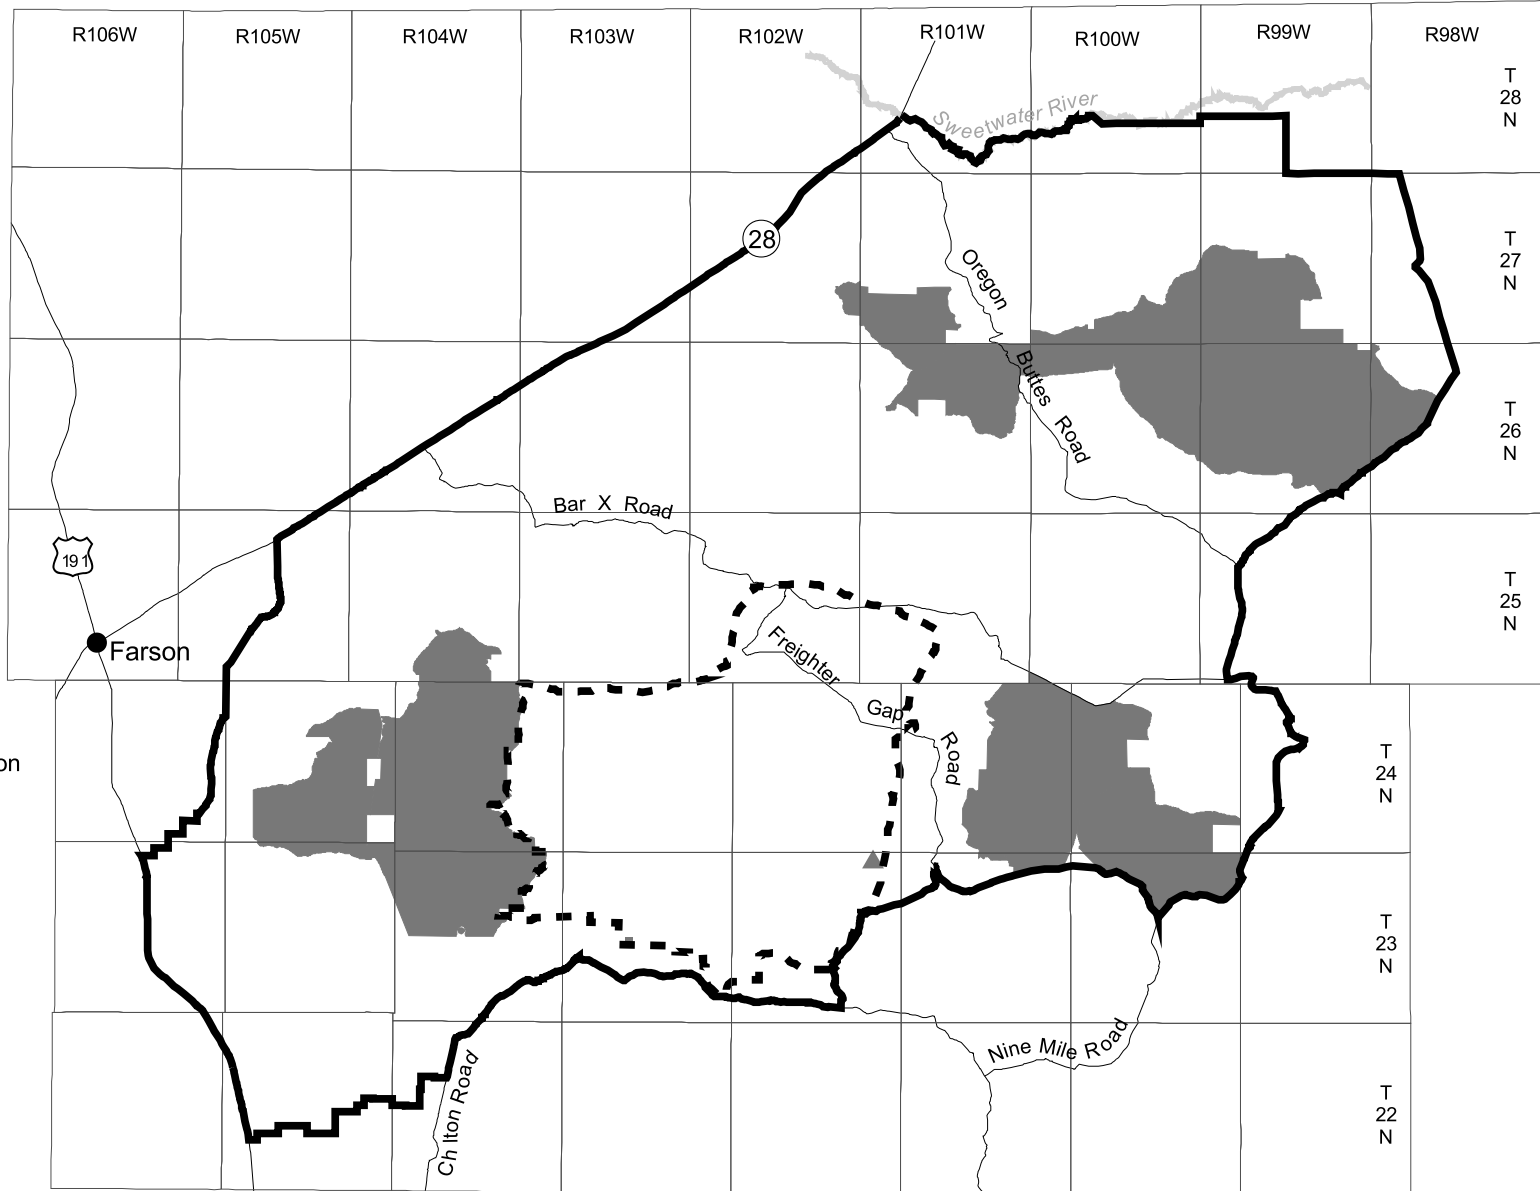 R106W R105W R104W R103W R102W R101W R100W R99W R98W
T
28
N
Sweetwater River
28
T
27
N
Oregon
Buttes
Road
T
26
N
Bar X Road
191
T
25
N
Farson
Freighter
Gap
Road
on
T
24
N
T
23
N
Nine Mile Road
Ch lton Road
T
22
N